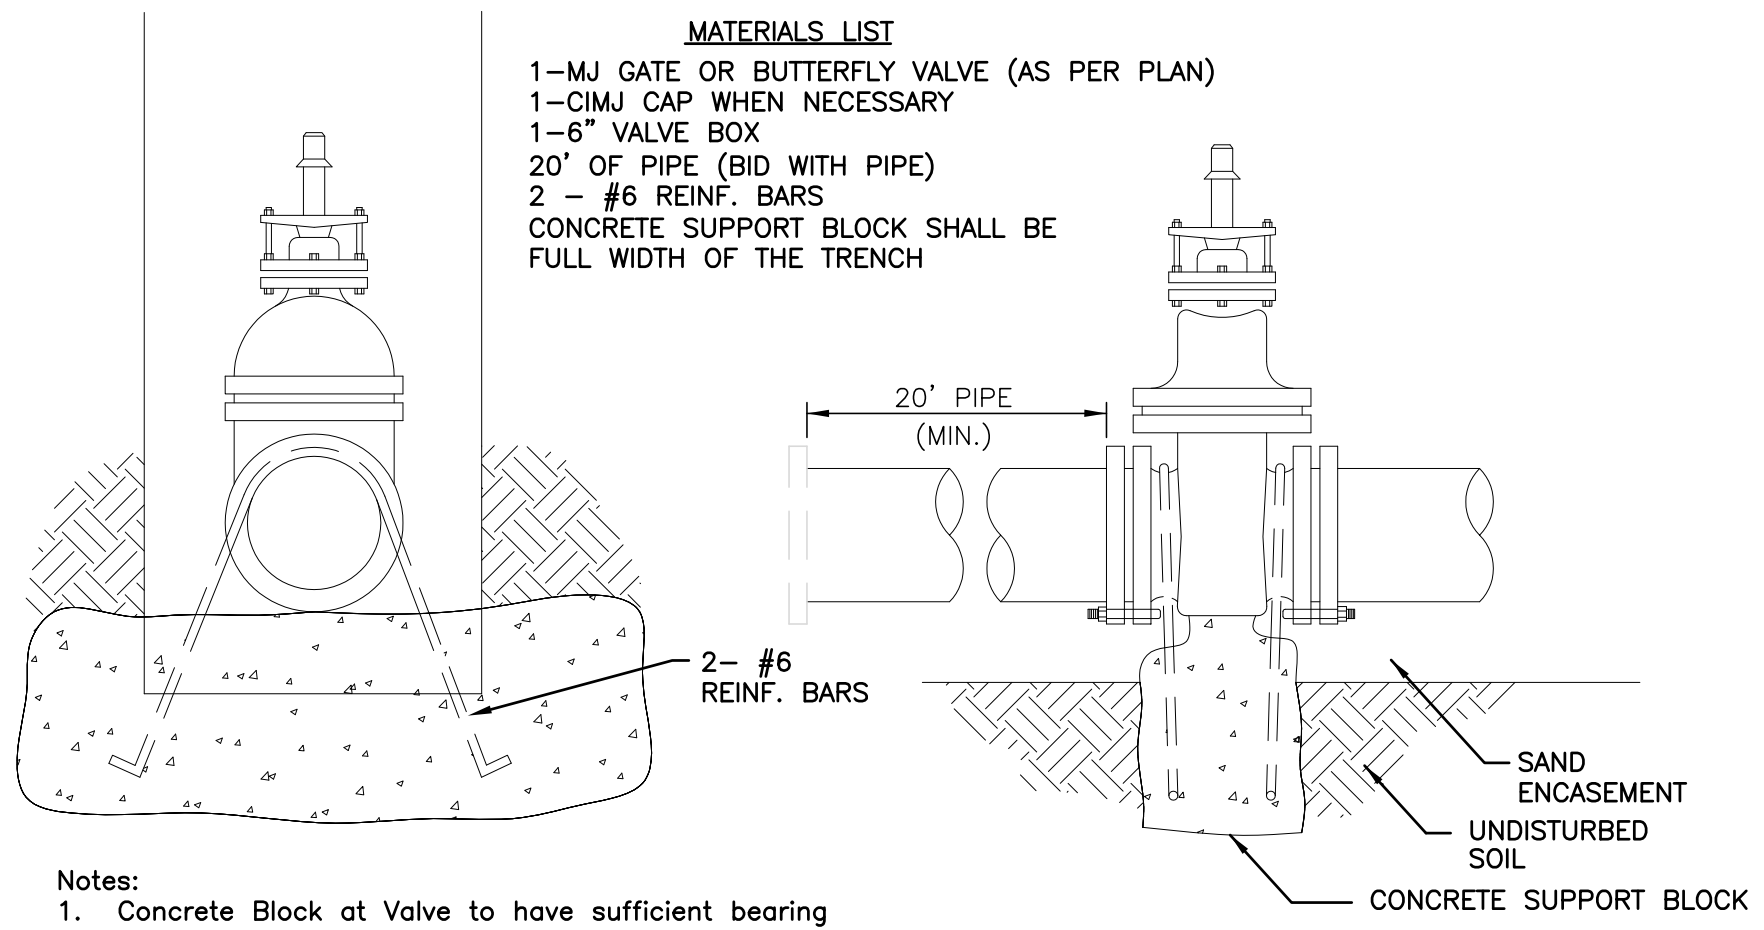 MATERIALS LIST
1-MJ GATE OR BUTTERFLY VALVE (AS PER PLAN)
1-CIMJ CAP WHEN NECESSARY
1-6” VALVE BOX
20’ OF PIPE (BID WITH PIPE)
2 - #6 REINF. BARS
CONCRETE SUPPORT BLOCK SHALL BE
FULL WIDTH OF THE TRENCH
20’ PIPE
(MIN.)
2- #6
REINF. BARS
SAND
ENCASEMENT
UNDISTURBED
SOIL
CONCRETE SUPPORT BLOCK
Notes:
1. Concrete Block at Valve to have sufficient bearing